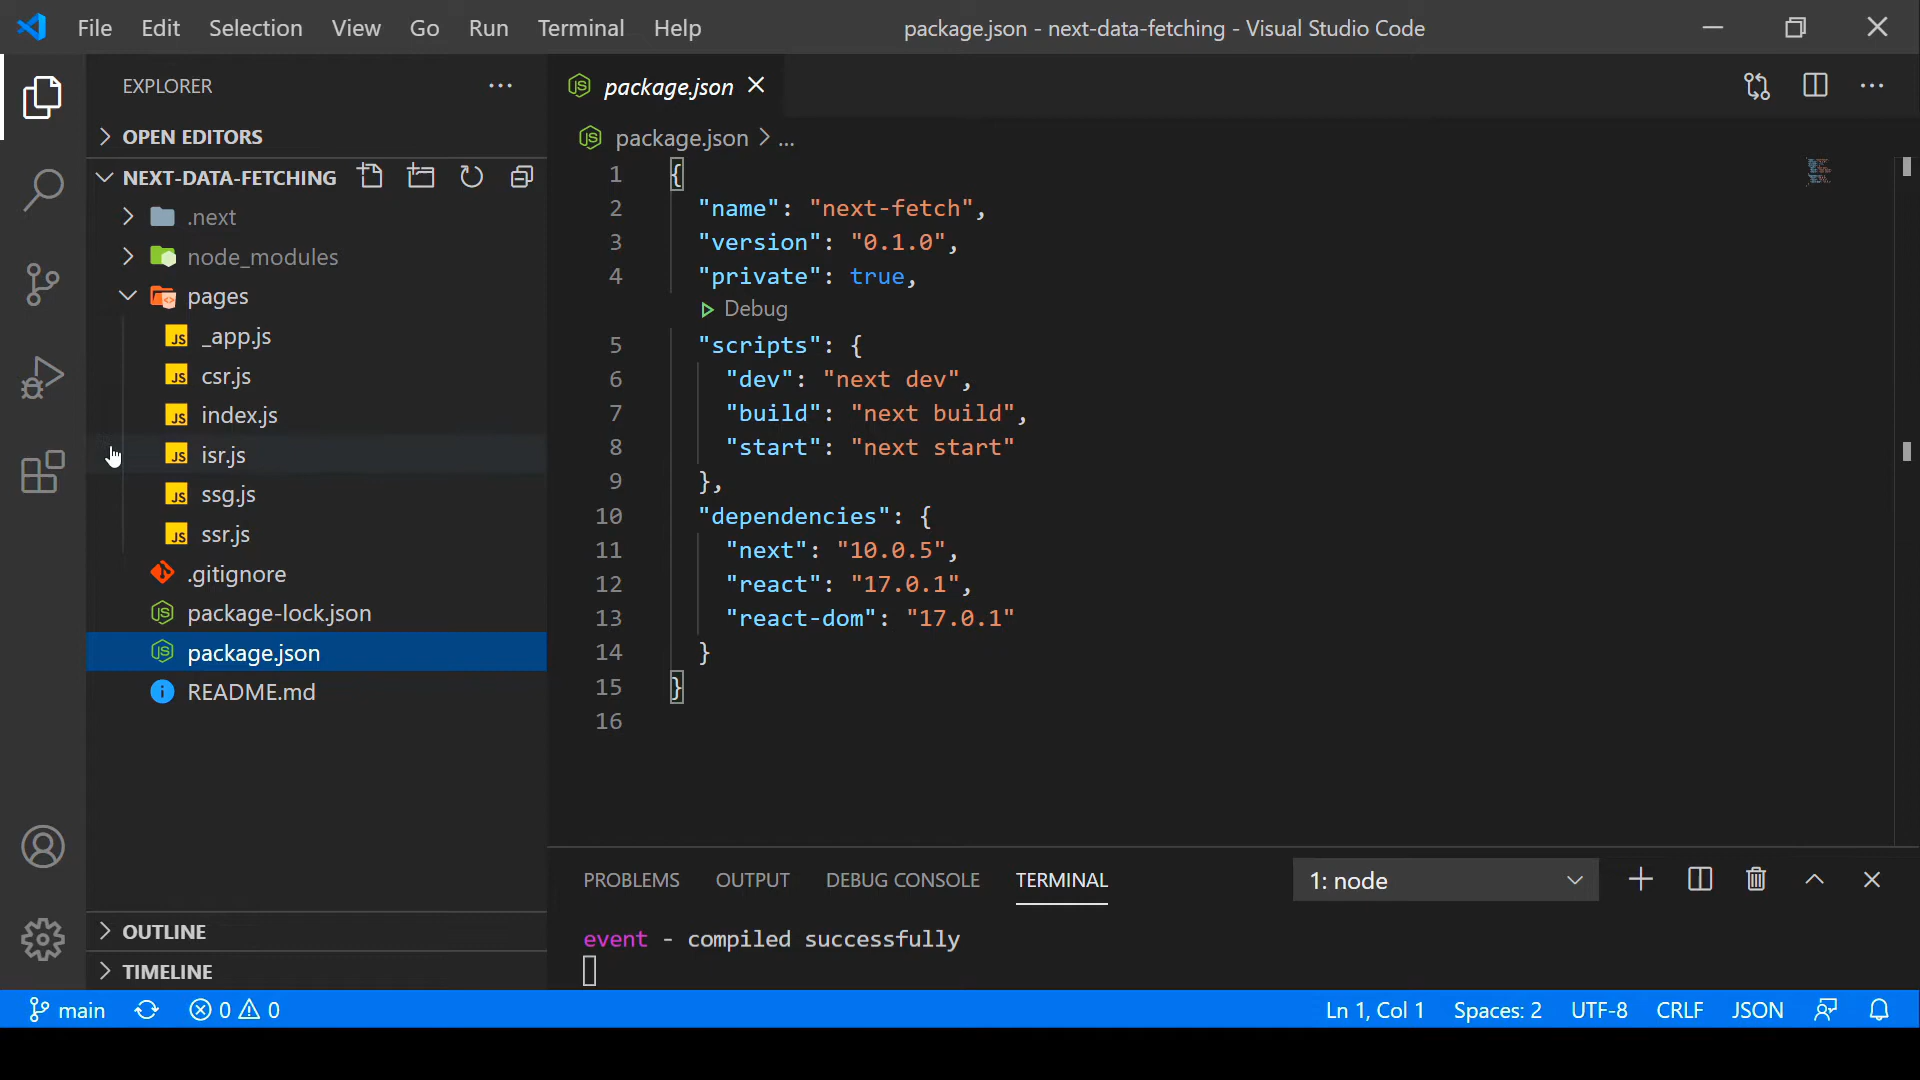 File Edit Selection View Go Run Terminal Help package.json - next-data-fetching - Visual Studio Code
EXPLORER
OPEN EDITORS
NEXT-DATA-FETCHING
.next
node_modules
pages
_app.js
csr.js
index.js
isr.js
ssg.js
ssr.js
.gitignore
package-lock.json
package.json
README.md
OUTLINE
TIMELINE
package.json
package.json > ...
1 {
2 "name": "next-fetch",
3 "version": "0.1.0",
4 "private": true,
Debug
5 "scripts": {
6 "dev": "next dev",
7 "build": "next build",
8 "start": "next start"
9 },
10 "dependencies": {
11 "next": "10.0.5",
12 "react": "17.0.1",
13 "react-dom": "17.0.1"
14 }
15 }
16
PROBLEMS OUTPUT DEBUG CONSOLE TERMINAL 1: node
event - compiled successfully
main 0 0 Ln 1, Col 1 Spaces: 2 UTF-8 CRLF JSON